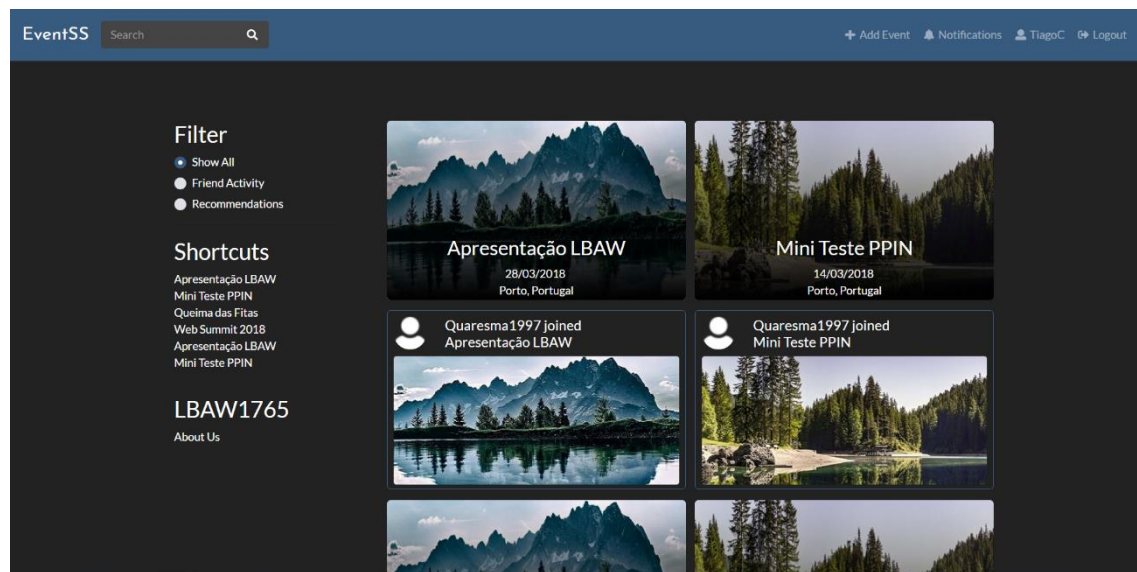 EventSS
Search
Add Event
Notifications
TiagoC
Logout
Filter
Show All
Friend Activity
Recommendations
Shortcuts
Apresentação LBAW
Mini Teste PPIN
Queima das Fitas
Web Summit 2018
Apresentação LBAW
Mini Teste PPIN
LBAW1765
About Us
Apresentação LBAW
28/03/2018
Porto, Portugal
Mini Teste PPIN
14/03/2018
Porto, Portugal
Quaresma1997 joined
Apresentação LBAW
Quaresma1997 joined
Mini Teste PPIN